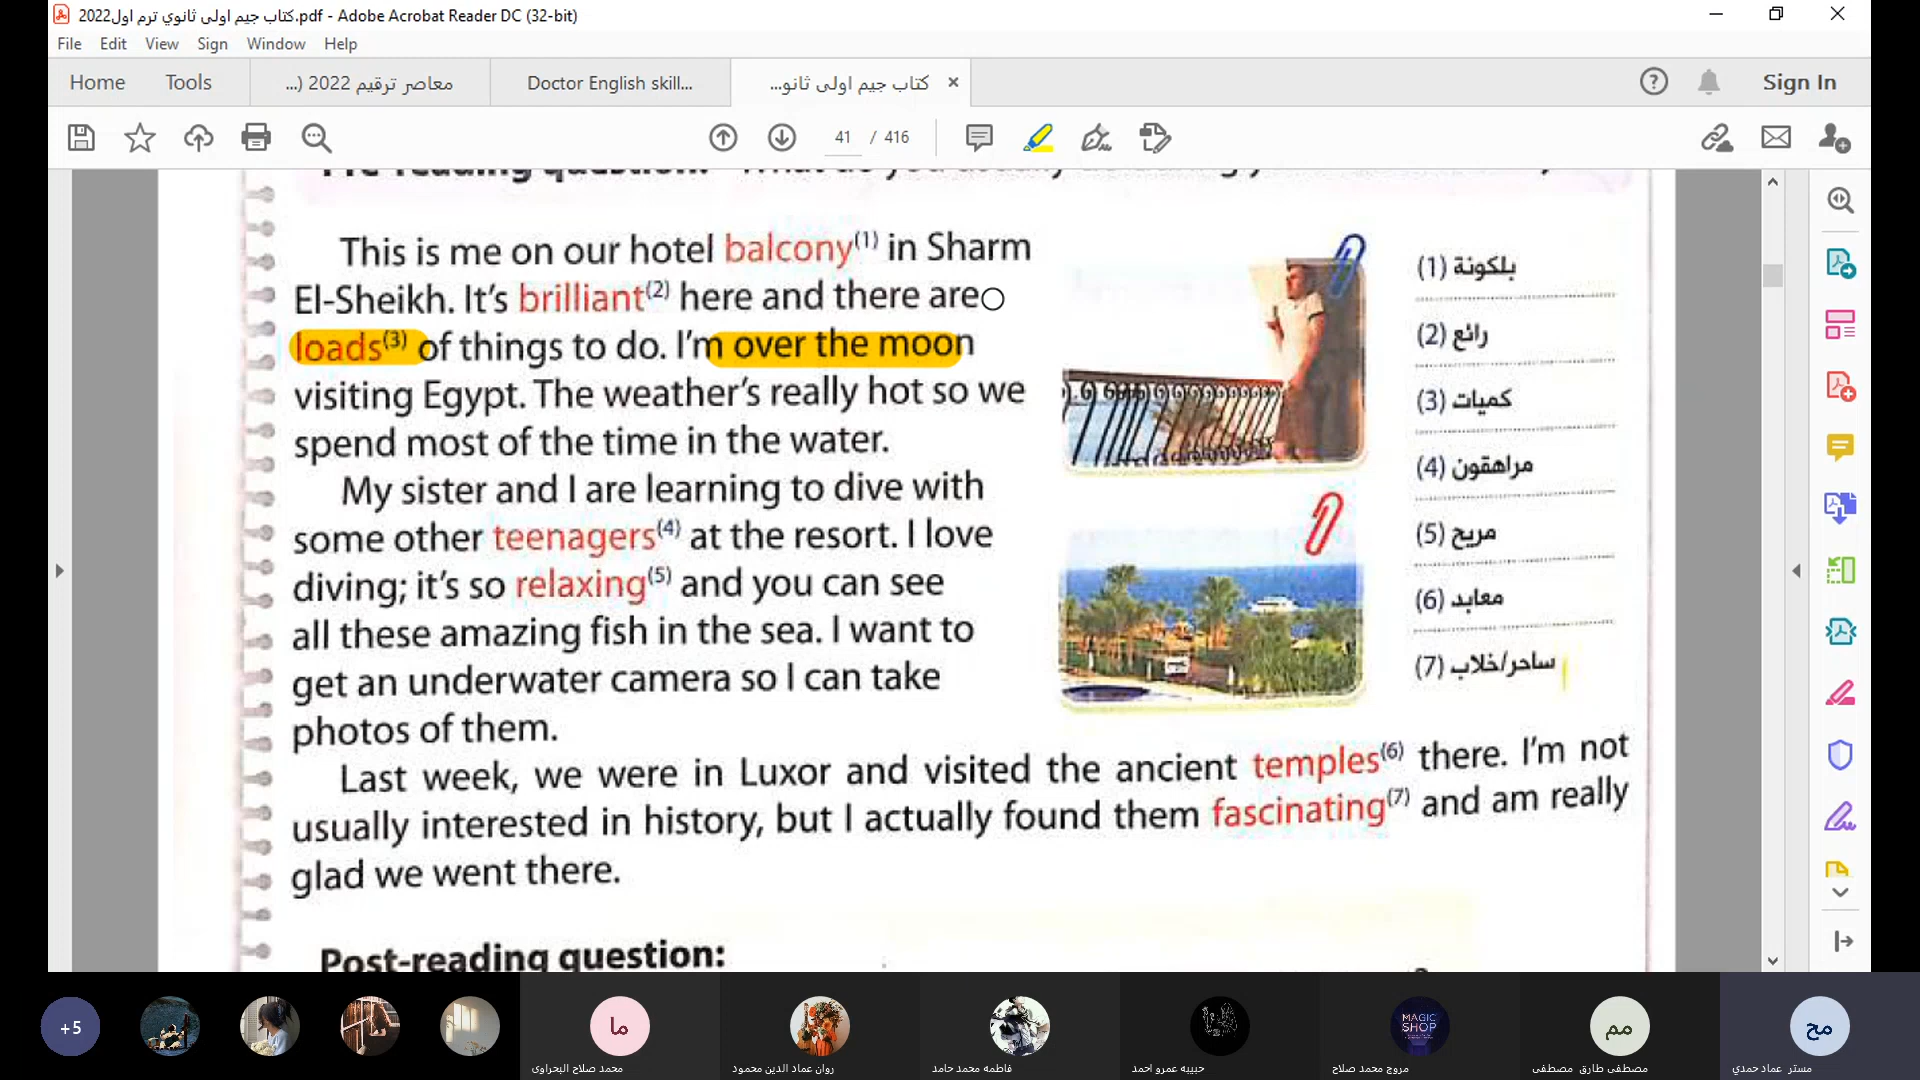 كتاب جيم اولى ثانوي ترم اول2022.pdf - Adobe Acrobat Reader DC (32-bit)
File Edit View Sign Window Help
Home Tools معاصر ترقيم 2022 (... Doctor English skill... كتاب جيم اولى ثانو...
Sign In
41 / 416
Pre-reading question:
This is me on our hotel balcony(1) in Sharm
El-Sheikh. It's brilliant(2) here and there are
loads(3) of things to do. I'm over the moon
visiting Egypt. The weather's really hot so we
spend most of the time in the water.
My sister and I are learning to dive with
some other teenagers(4) at the resort. I love
diving; it's so relaxing(5) and you can see
all these amazing fish in the sea. I want to
get an underwater camera so I can take
photos of them.
Last week, we were in Luxor and visited the ancient temples(6) there. I'm not
usually interested in history, but I actually found them fascinating(7) and am really
glad we went there.
(1) بلكونة
(2) رائع
(3) كميات
(4) مراهقون
(5) مريح
(6) معابد
(7) ساحر/خلاب
Post-reading question:
+5
ما
MAGIC SHOP
مم
مح
محمد صلاح البحراوى
روان عماد الدين محمود
فاطمه محمد حامد
حبيبه عمرو احمد
مروج محمد صلاح
مصطفى طارق مصطفى
مستر عماد حمدي